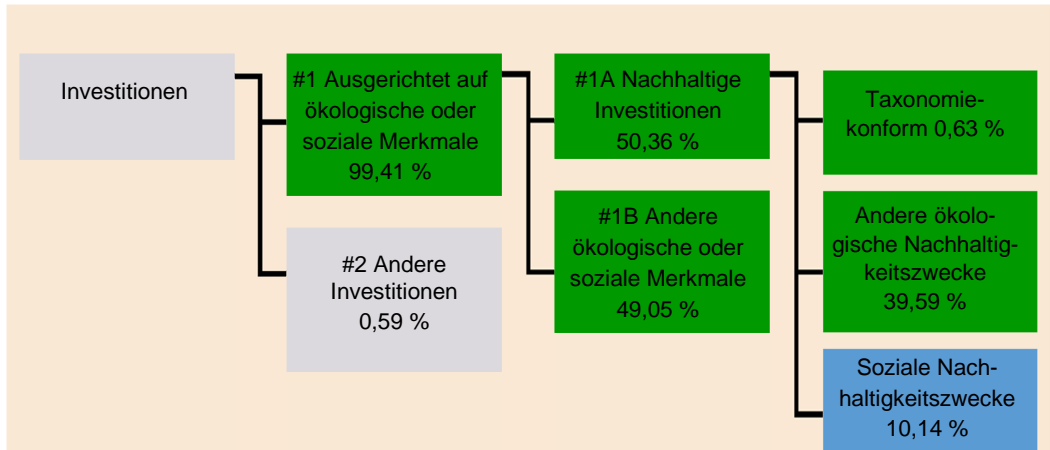 Investitionen
#1 Ausgerichtet auf
ökologische oder
soziale Merkmale
99,41 %
#2 Andere
Investitionen
0,59 %
#1A Nachhaltige
Investitionen
50,36 %
#1B Andere
ökologische oder
soziale Merkmale
49,05 %
Taxonomie-
konform 0,63 %
Andere ökolo-
gische Nachhaltig-
keitszwecke
39,59 %
Soziale Nach-
haltigkeitszwecke
10,14 %